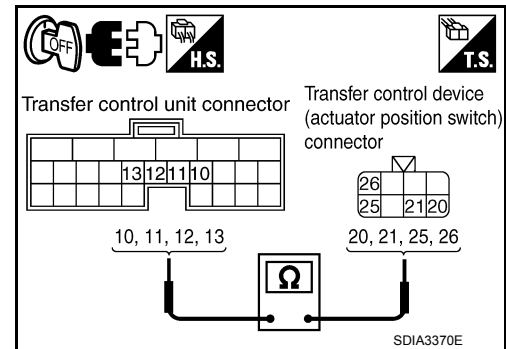 OFF
H.S.
T.S.
Transfer control unit connector
13 12 11 10
10, 11, 12, 13
Transfer control device
(actuator position switch)
connector
26
25 21 20
20, 21, 25, 26
Ω
SDIA3370E